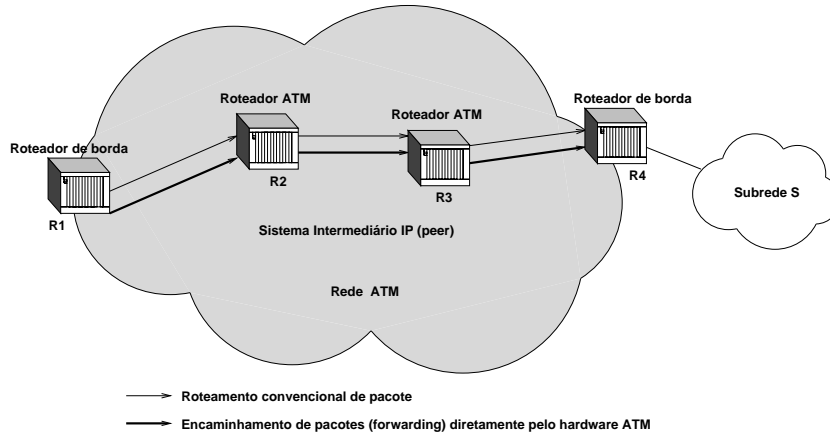 Roteador ATM
Roteador ATM
Roteador de borda
Roteador de borda
R1
R2
R3
R4
Subrede S
Sistema Intermediário IP (peer)
Rede ATM
Roteamento convencional de pacote
Encaminhamento de pacotes (forwarding) diretamente pelo hardware ATM